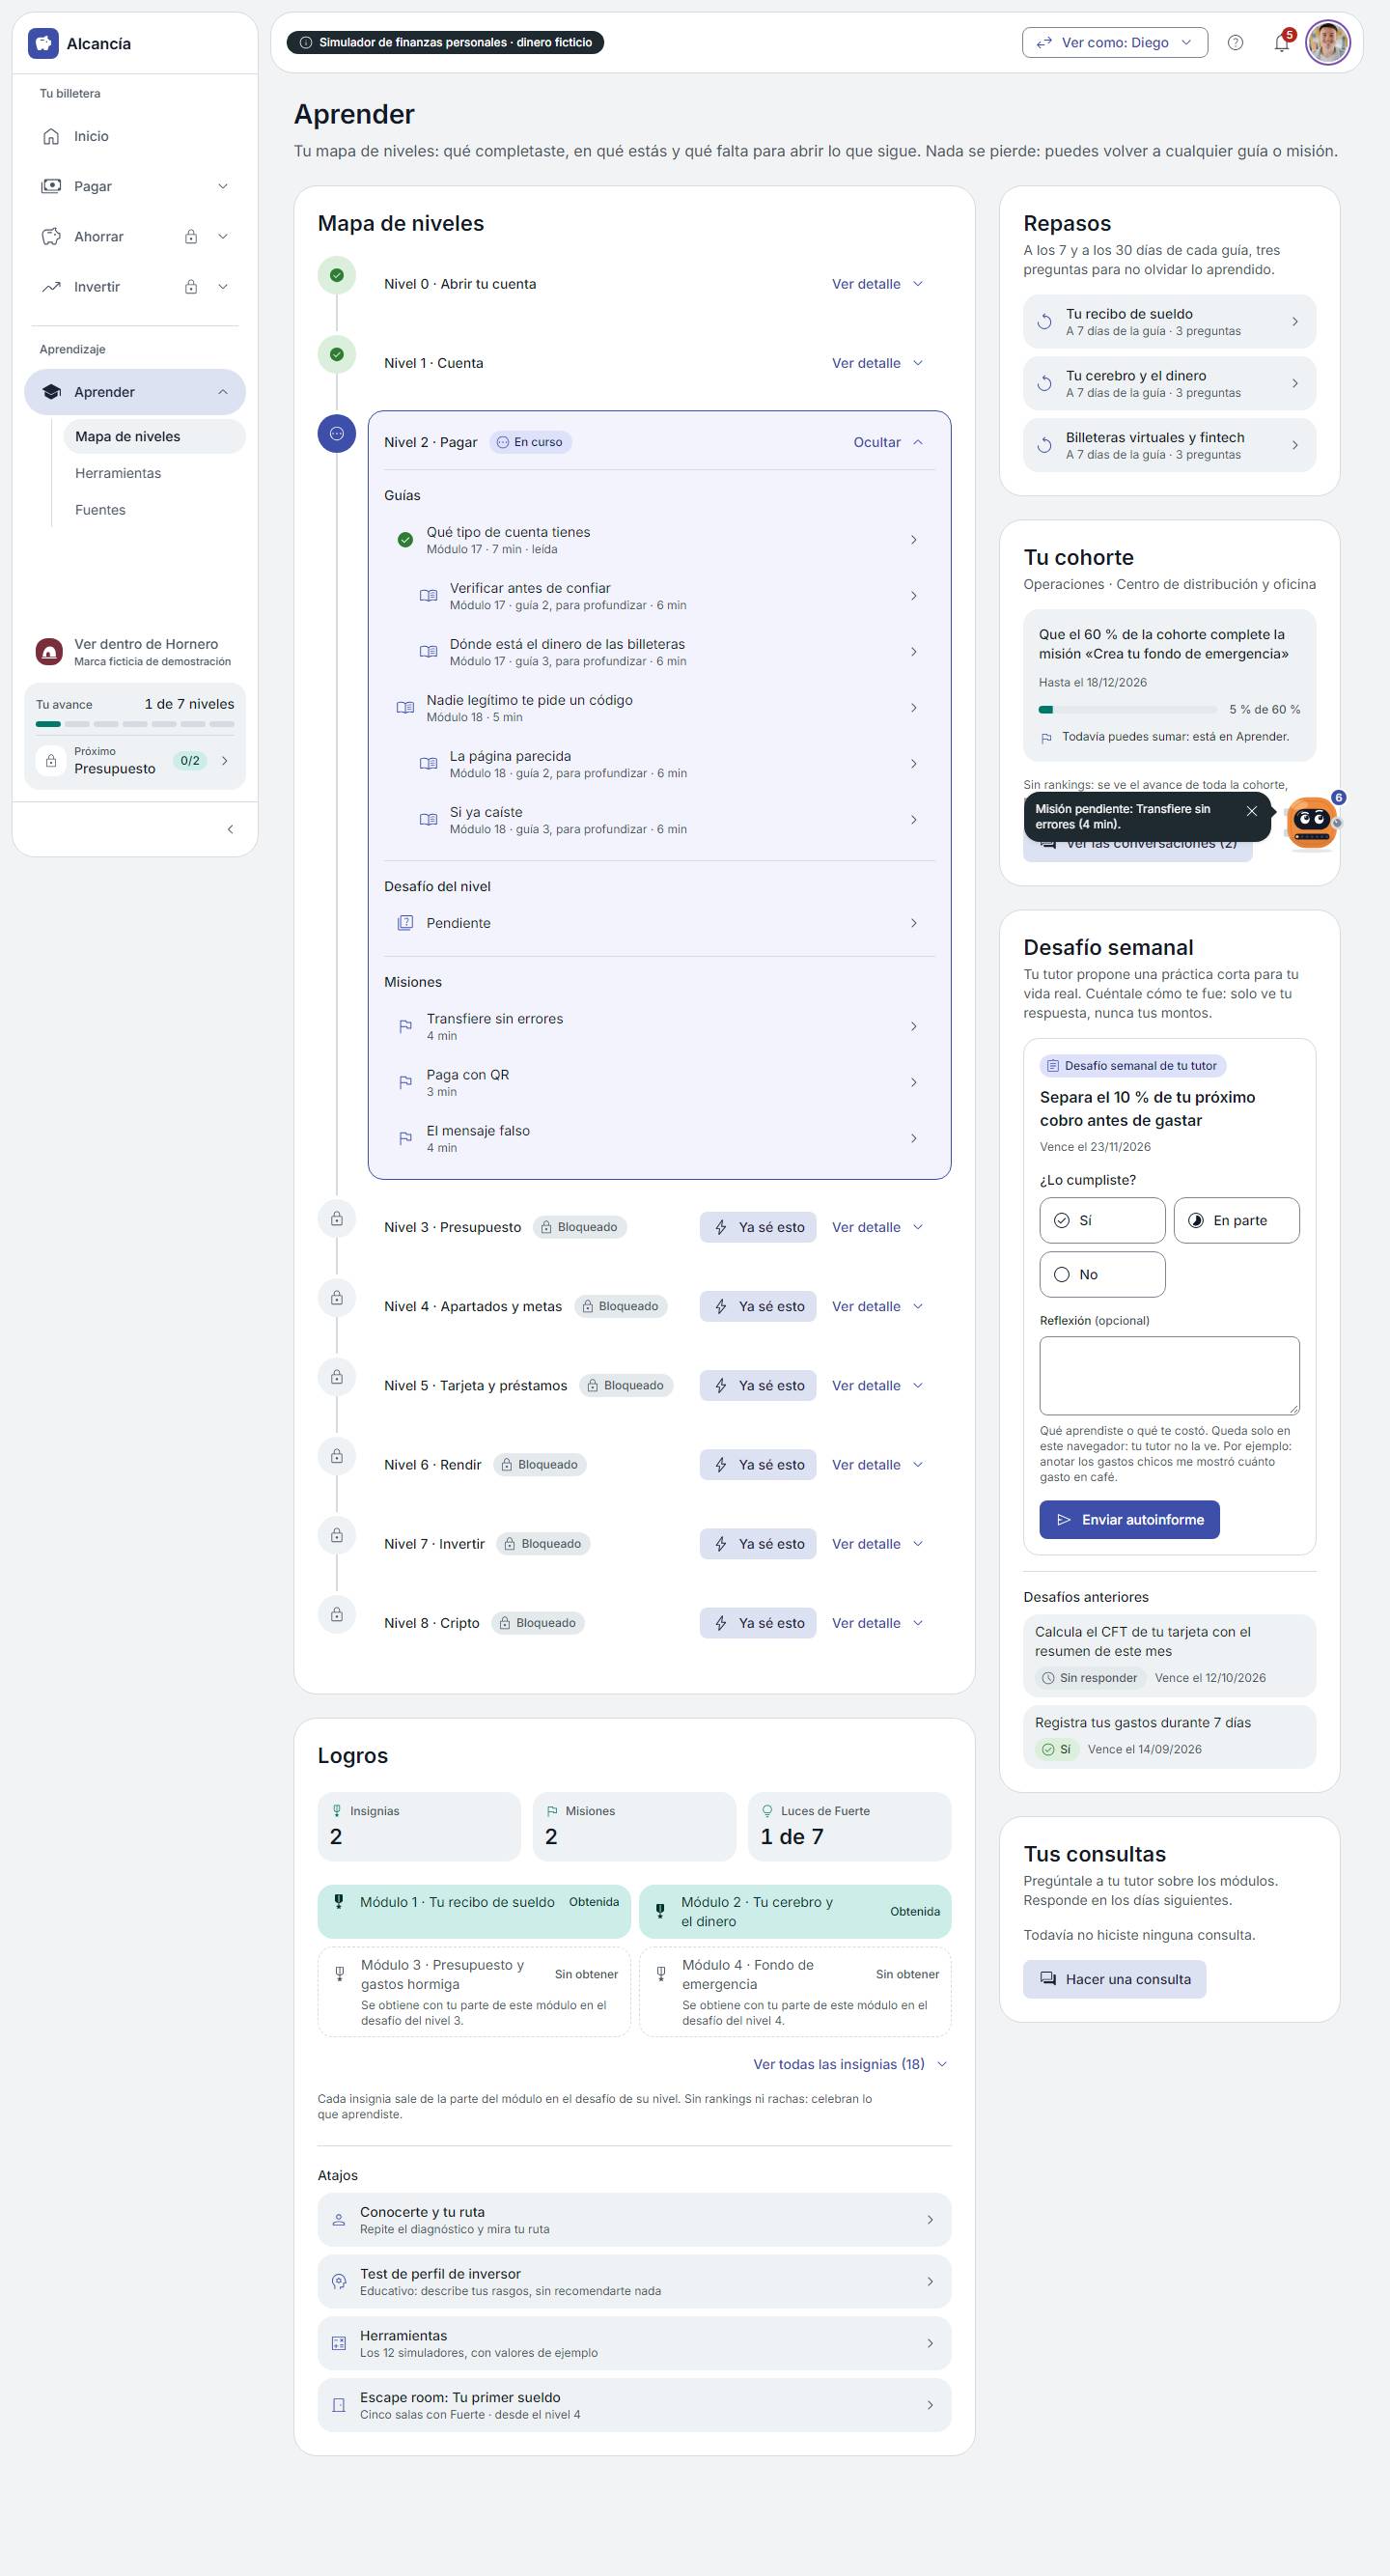 Alcancía
Tu billetera
Inicio
Pagar
Ahorrar
Invertir
Aprendizaje
Aprender
Mapa de niveles
Herramientas
Fuentes
Ver dentro de Hornero
Marca ficticia de demostración
Tu avance
1 de 7 niveles
Próximo
Presupuesto
0/2
Simulador de finanzas personales · dinero ficticio
Ver como: Diego
5
Aprender
Tu mapa de niveles: qué completaste, en qué estás y qué falta para abrir lo que sigue. Nada se pierde: puedes volver a cualquier guía o misión.
Mapa de niveles
Nivel 0 · Abrir tu cuenta
Ver detalle
Nivel 1 · Cuenta
Ver detalle
Nivel 2 · Pagar
En curso
Ocultar
Guías
Qué tipo de cuenta tienes
Módulo 17 · 7 min · leída
Verificar antes de confiar
Módulo 17 · guía 2, para profundizar · 6 min
Dónde está el dinero de las billeteras
Módulo 17 · guía 3, para profundizar · 6 min
Nadie legítimo te pide un código
Módulo 18 · 5 min
La página parecida
Módulo 18 · guía 2, para profundizar · 6 min
Si ya caíste
Módulo 18 · guía 3, para profundizar · 6 min
Desafío del nivel
Pendiente
Misiones
Transfiere sin errores
4 min
Paga con QR
3 min
El mensaje falso
4 min
Nivel 3 · Presupuesto
Bloqueado
Ya sé esto
Ver detalle
Nivel 4 · Apartados y metas
Bloqueado
Ya sé esto
Ver detalle
Nivel 5 · Tarjeta y préstamos
Bloqueado
Ya sé esto
Ver detalle
Nivel 6 · Rendir
Bloqueado
Ya sé esto
Ver detalle
Nivel 7 · Invertir
Bloqueado
Ya sé esto
Ver detalle
Nivel 8 · Cripto
Bloqueado
Ya sé esto
Ver detalle
Logros
Insignias
2
Misiones
2
Luces de Fuerte
1 de 7
Módulo 1 · Tu recibo de sueldo
Obtenida
Módulo 2 · Tu cerebro y
el dinero
Obtenida
Módulo 3 · Presupuesto y
gastos hormiga
Sin obtener
Se obtiene con tu parte de este módulo en el
desafío del nivel 3.
Módulo 4 · Fondo de
emergencia
Sin obtener
Se obtiene con tu parte de este módulo en el
desafío del nivel 4.
Ver todas las insignias (18)
Cada insignia sale de la parte del módulo en el desafío de su nivel. Sin rankings ni rachas: celebran lo
que aprendiste.
Atajos
Conocerte y tu ruta
Repite el diagnóstico y mira tu ruta
Test de perfil de inversor
Educativo: describe tus rasgos, sin recomendarte nada
Herramientas
Los 12 simuladores, con valores de ejemplo
Escape room: Tu primer sueldo
Cinco salas con Fuerte · desde el nivel 4
Repasos
A los 7 y a los 30 días de cada guía, tres
preguntas para no olvidar lo aprendido.
Tu recibo de sueldo
A 7 días de la guía · 3 preguntas
Tu cerebro y el dinero
A 7 días de la guía · 3 preguntas
Billeteras virtuales y fintech
A 7 días de la guía · 3 preguntas
Tu cohorte
Operaciones · Centro de distribución y oficina
Que el 60 % de la cohorte complete la
misión «Crea tu fondo de emergencia»
Hasta el 18/12/2026
5 % de 60 %
Todavía puedes sumar: está en Aprender.
Sin rankings: se ve el avance de toda la cohorte,
Misión pendiente: Transfiere sin
errores (4 min).
6
Ver las conversaciones (2)
Desafío semanal
Tu tutor propone una práctica corta para tu
vida real. Cuéntale cómo te fue: solo ve tu
respuesta, nunca tus montos.
Desafío semanal de tu tutor
Separa el 10 % de tu próximo
cobro antes de gastar
Vence el 23/11/2026
¿Lo cumpliste?
Sí
En parte
No
Reflexión (opcional)
Qué aprendiste o qué te costó. Queda solo en
este navegador: tu tutor no la ve. Por ejemplo:
anotar los gastos chicos me mostró cuánto
gasto en café.
Enviar autoinforme
Desafíos anteriores
Calcula el CFT de tu tarjeta con el
resumen de este mes
Sin responder
Vence el 12/10/2026
Registra tus gastos durante 7 días
Sí
Vence el 14/09/2026
Tus consultas
Pregúntale a tu tutor sobre los módulos.
Responde en los días siguientes.
Todavía no hiciste ninguna consulta.
Hacer una consulta